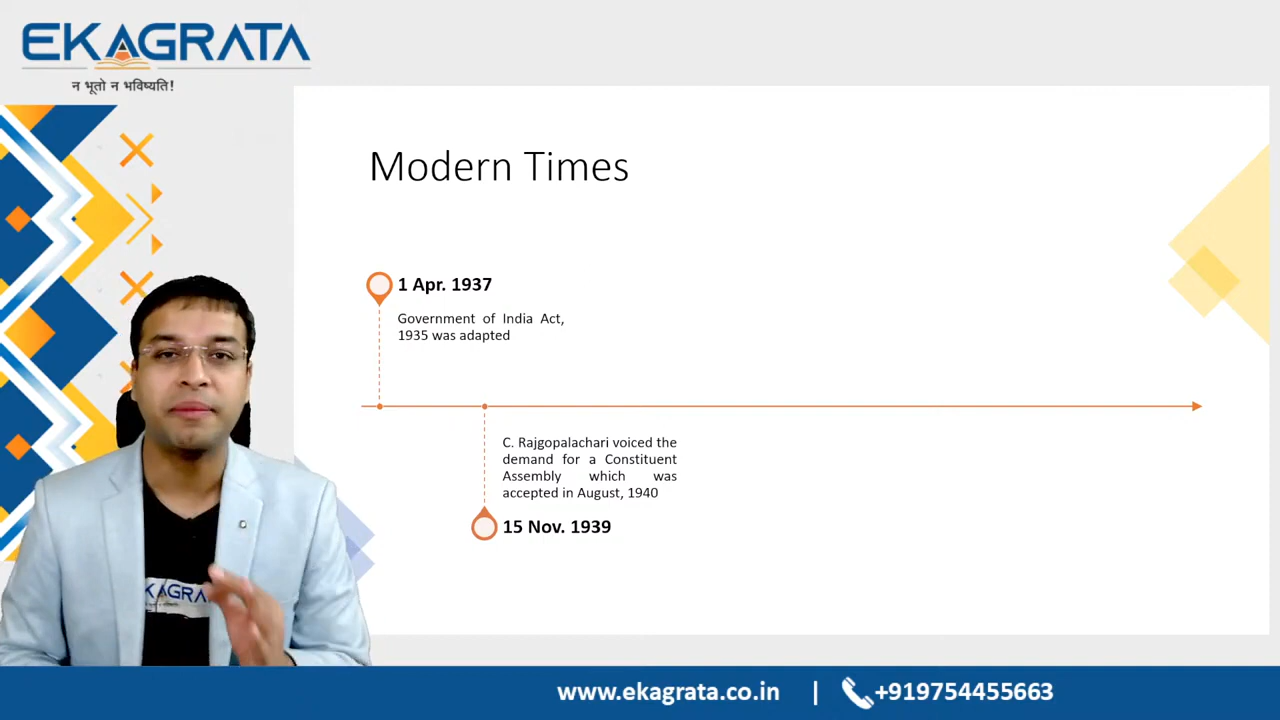 EKAGRATA
न भूतो न भविष्यति!
Modern Times
1 Apr. 1937
Government of India Act,
1935 was adapted
C. Rajgopalachari voiced the
demand for a Constituent
Assembly which was
accepted in August, 1940
15 Nov. 1939
KAGRA
www.ekagrata.co.in | +919754455663